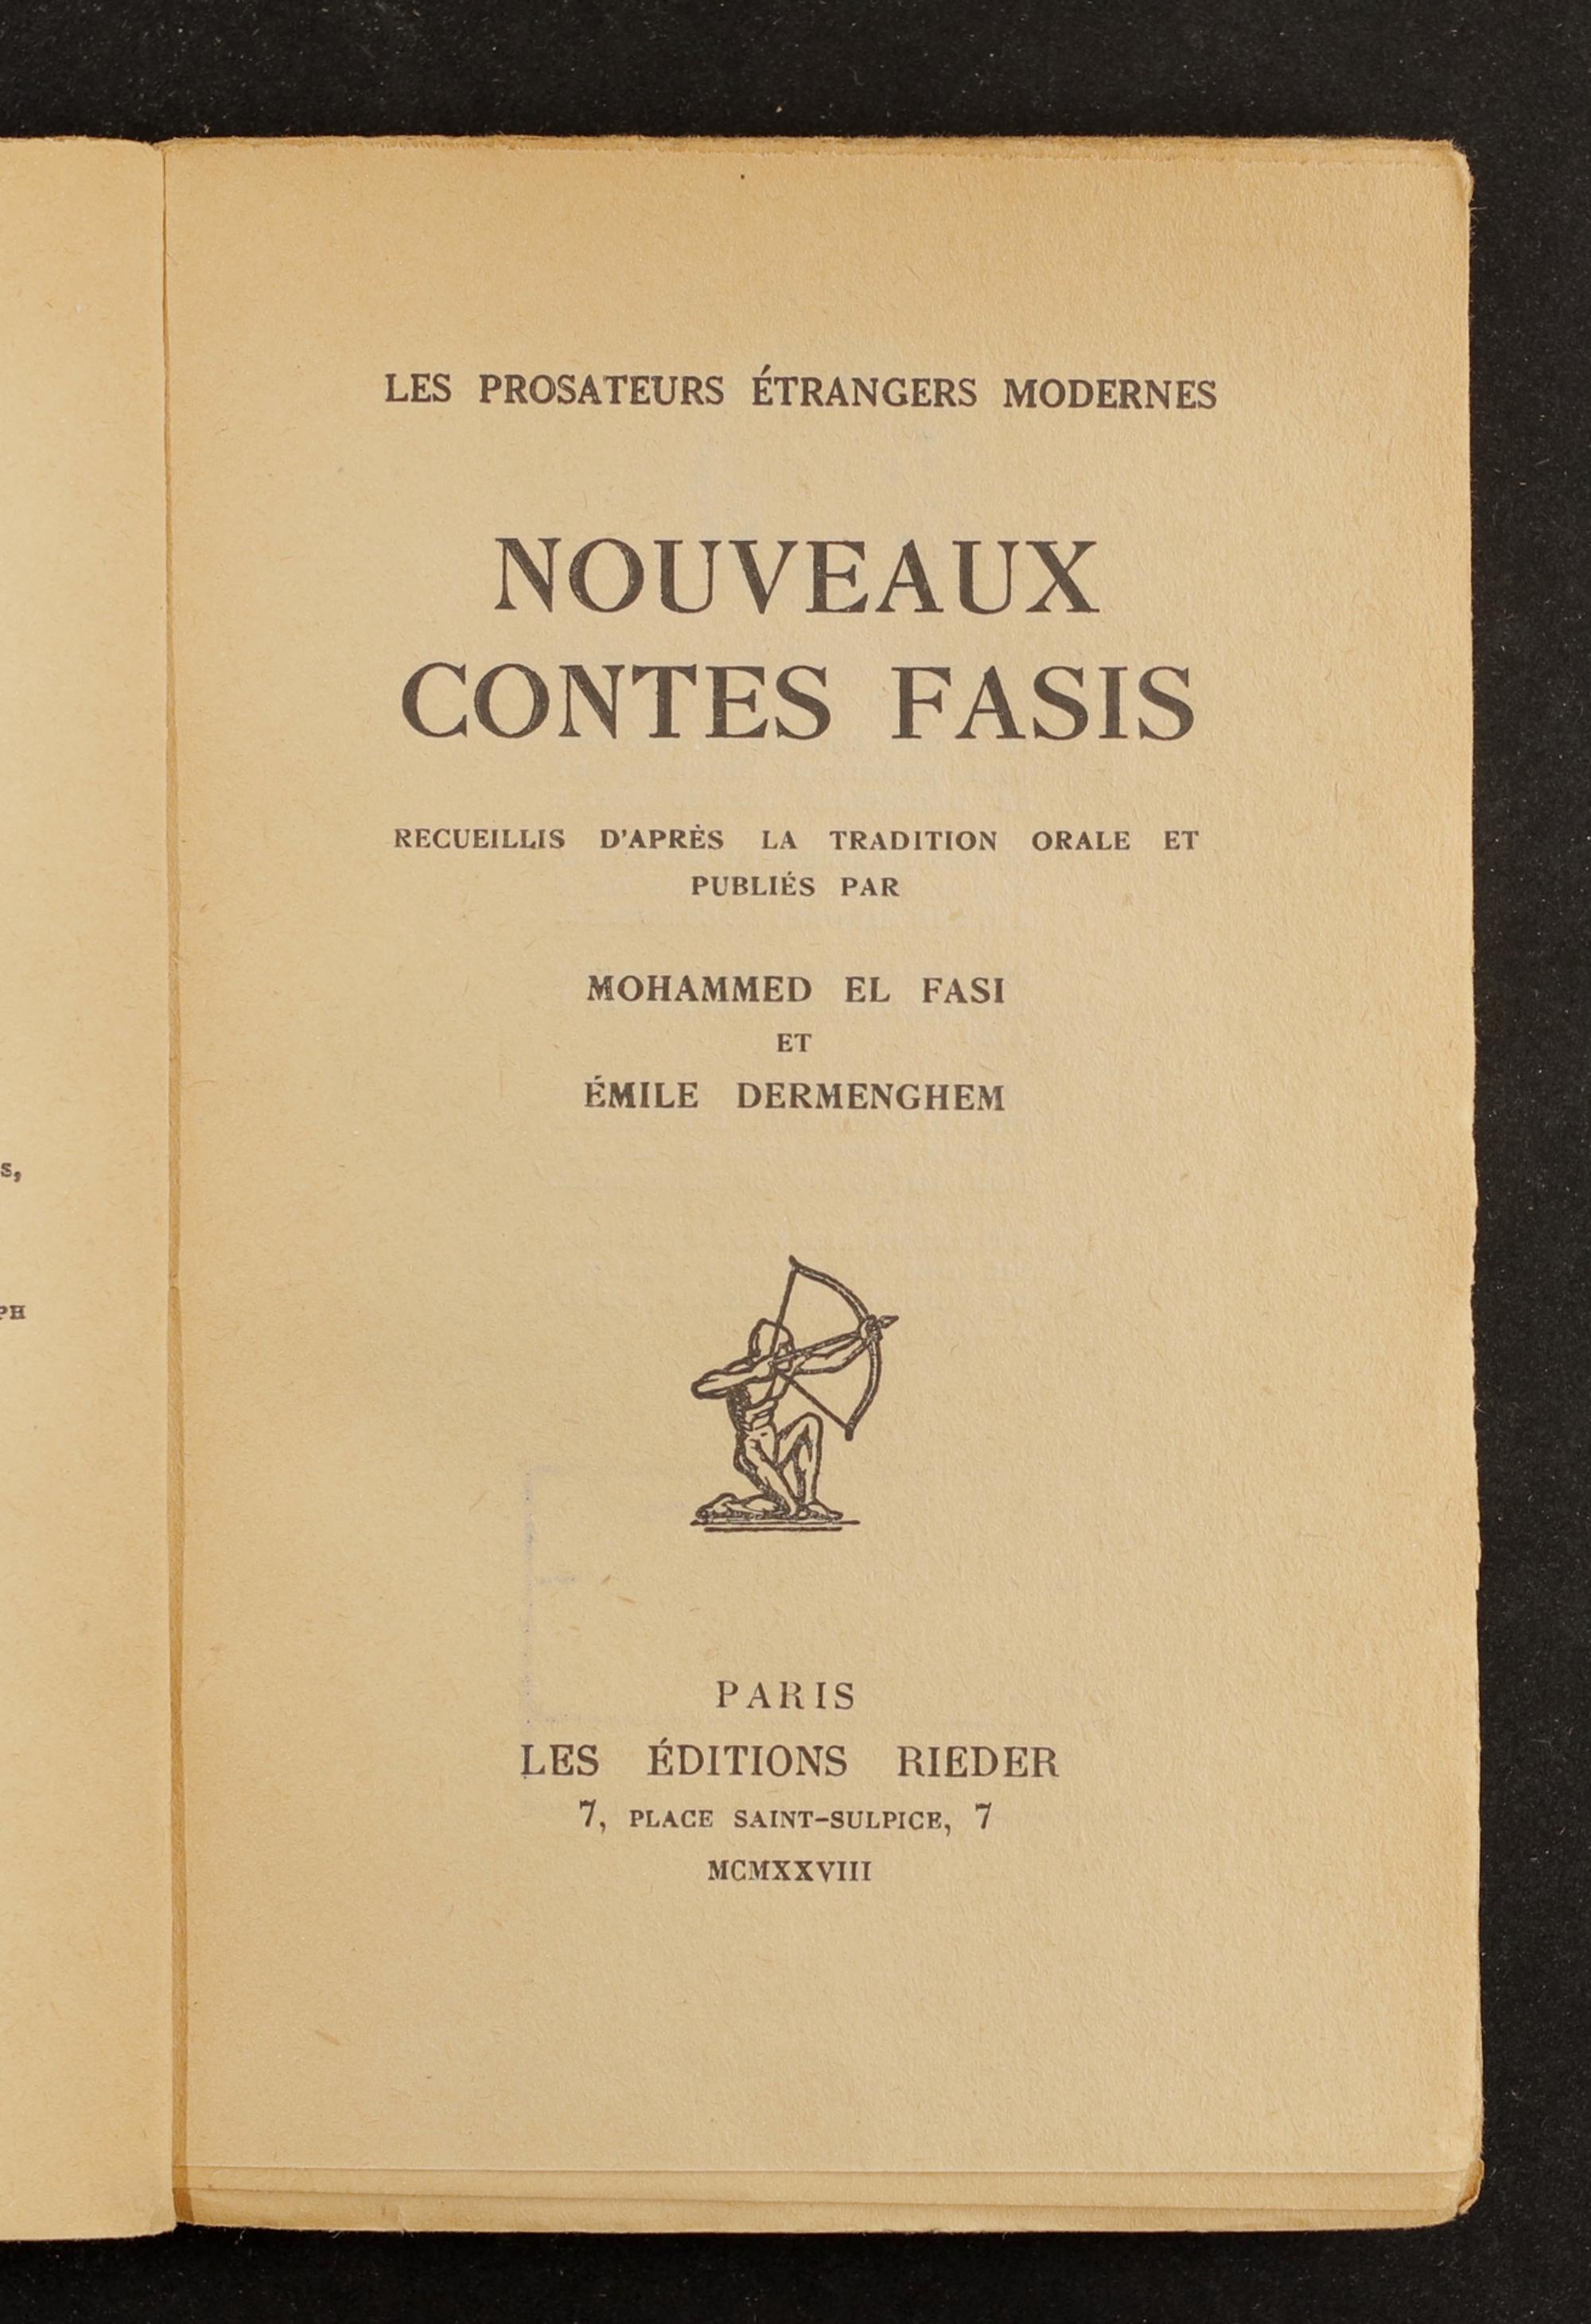 LES PROSATEURS ÉTRANGERS MODERNES
NOUVEAUX
CONTES FASIS
RECUEILLIS D'APRÈS LA TRADITION ORALE ET
PUBLIÉS PAR
MOHAMMED EL FASI
ET
ÉMILE DERMENGHEM
PARIS
LES ÉDITIONS RIEDER
7, PLACE SAINT-SULPICE, 7
MCMXXVIII